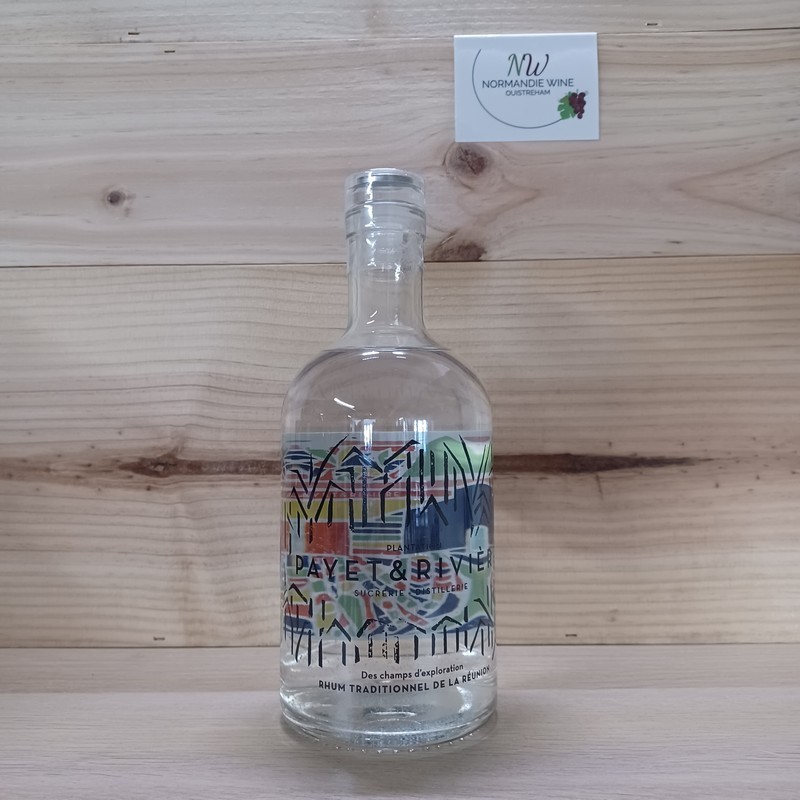 NW
NORMANDIE WINE
OUISTREHAM
PAYET & RIVIÈR
SUCRERIE DISTILLERIE
Des champs d'exploration
RHUM TRADITIONNEL DE LA RÉUNION